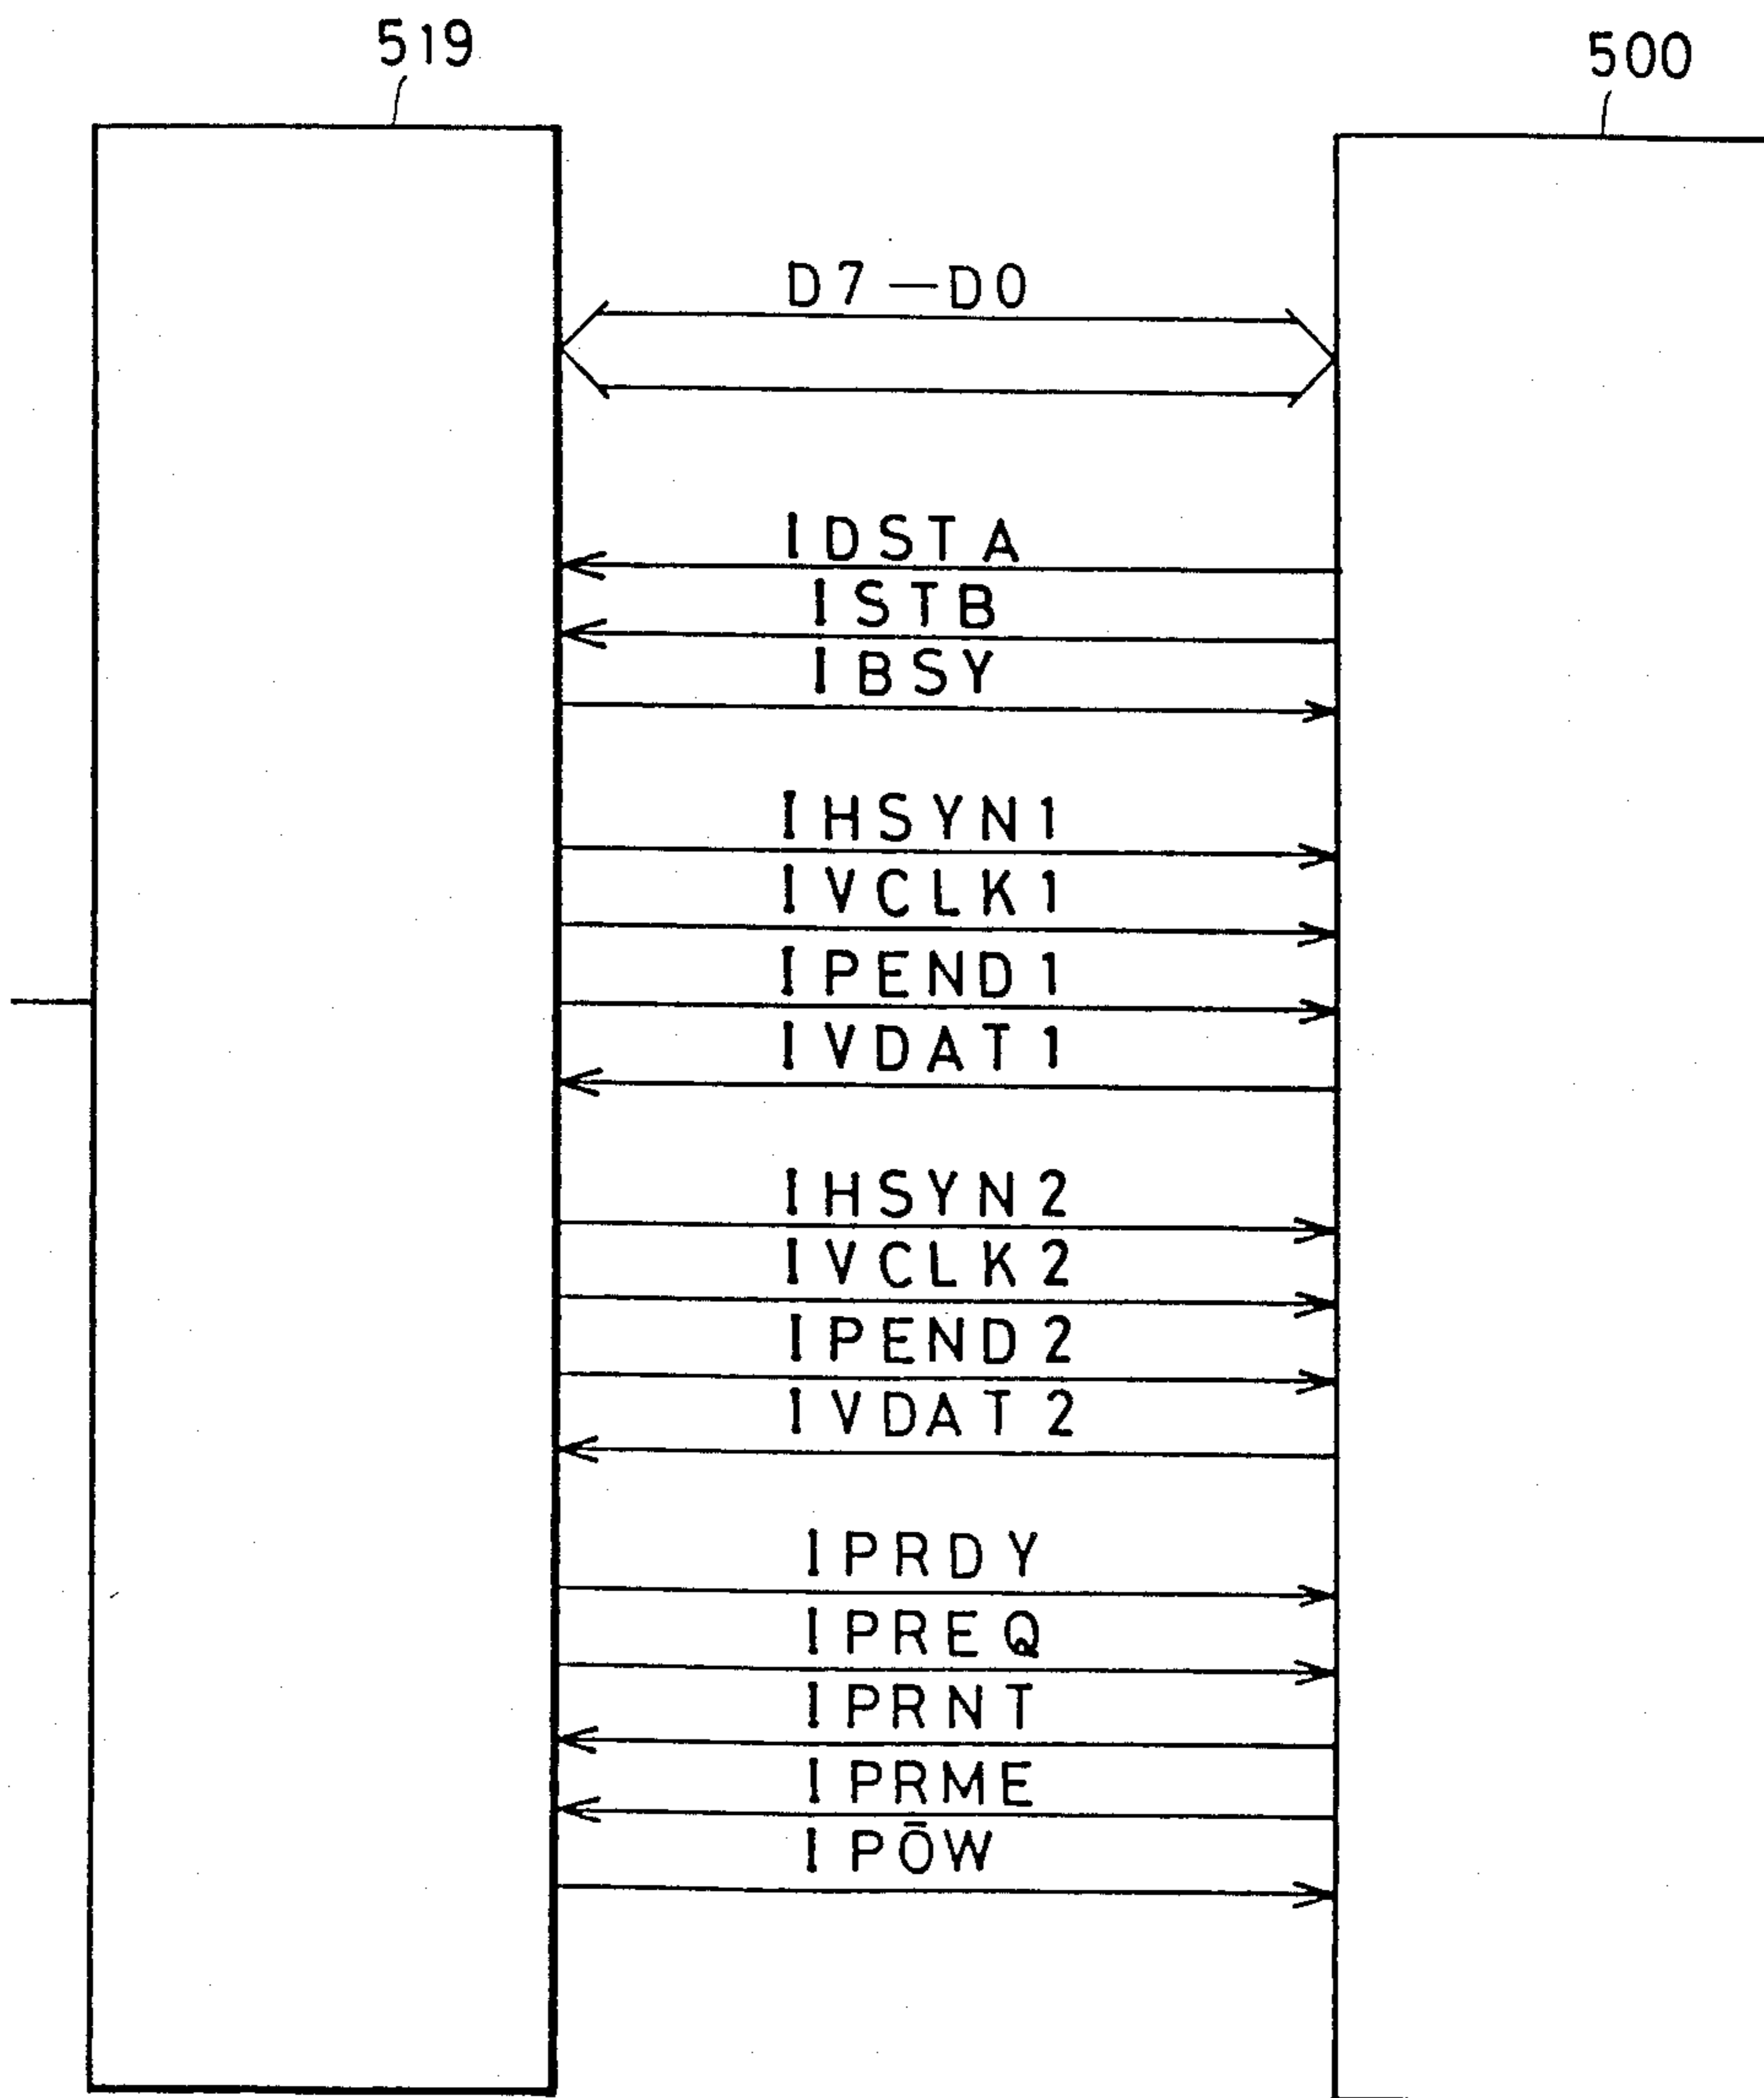 519
500
D7—D0
IDSTA
ISTB
IBSY
IHSYN1
IVCLK1
IPEND1
IVDAT1
IHSYN2
IVCLK2
IPEND2
IVDAT2
IPRDY
IPREQ
IPRNT
IPRME
IPŌW